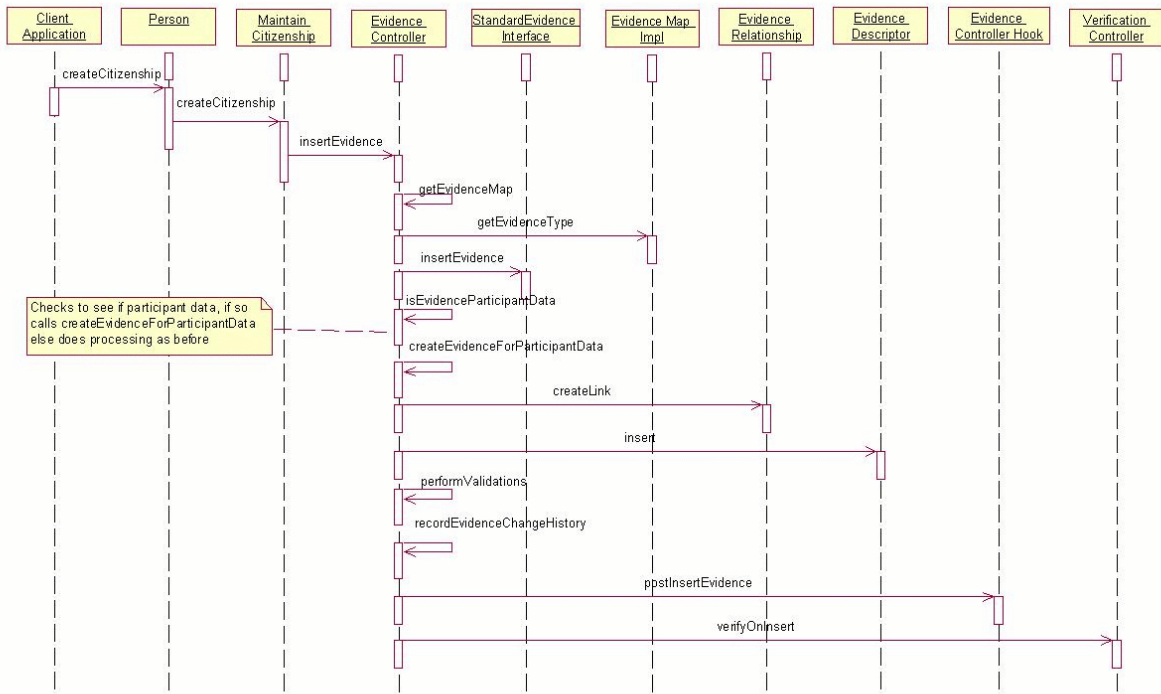 Client
Application
Person
Maintain
Citizenship
Evidence
Controller
StandardEvidence
Interface
Evidence Map
Impl
Evidence
Relationship
Evidence
Descriptor
Evidence
Controller Hook
Verification
Controller
createCitizenship
createCitizenship
insertEvidence
getEvidenceMap
getEvidenceType
insertEvidence
isEvidenceParticipantData
Checks to see if participant data, if so
calls createEvidenceForParticipantData
else does processing as before
createEvidenceForParticipantData
createLink
insert
performValidations
recordEvidenceChangeHistory
postInsertEvidence
verifyOnInsert